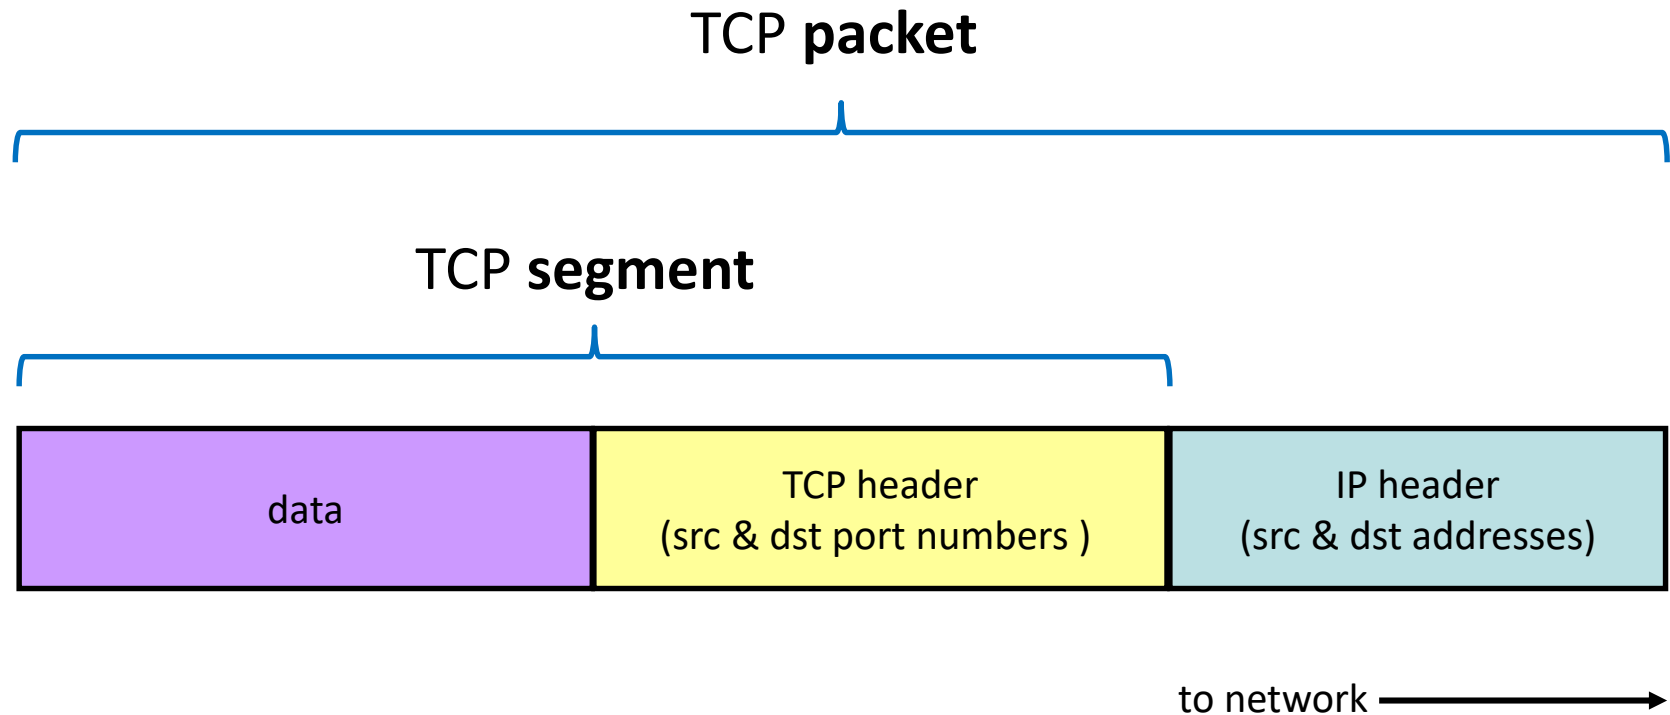 TCP packet
TCP segment
data
TCP header
(src & dst port numbers )
IP header
(src & dst addresses)
to network